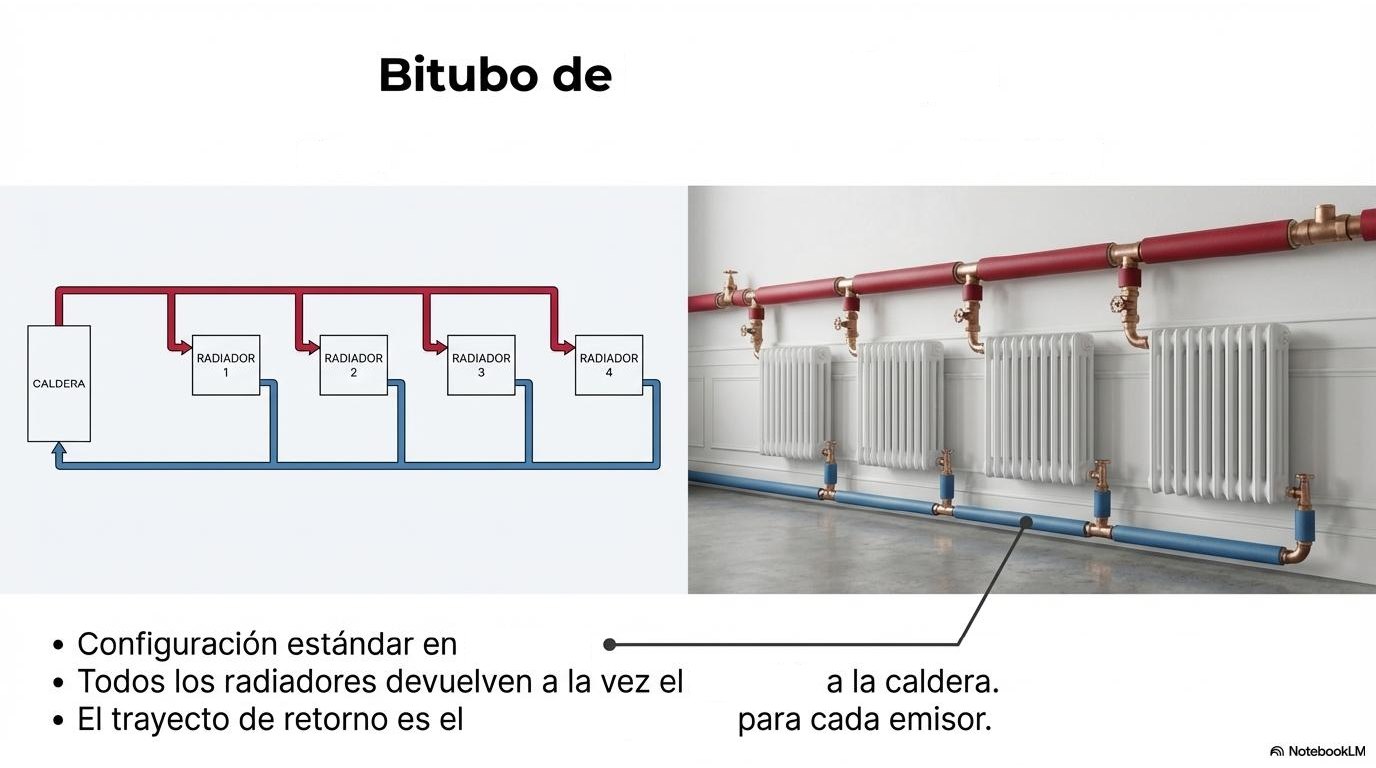 Bitubo de
CALDERA
RADIADOR
1
RADIADOR
2
RADIADOR
3
RADIADOR
4
• Configuración estándar en
• Todos los radiadores devuelven a la vez el a la caldera.
• El trayecto de retorno es el para cada emisor.
NotebookLM